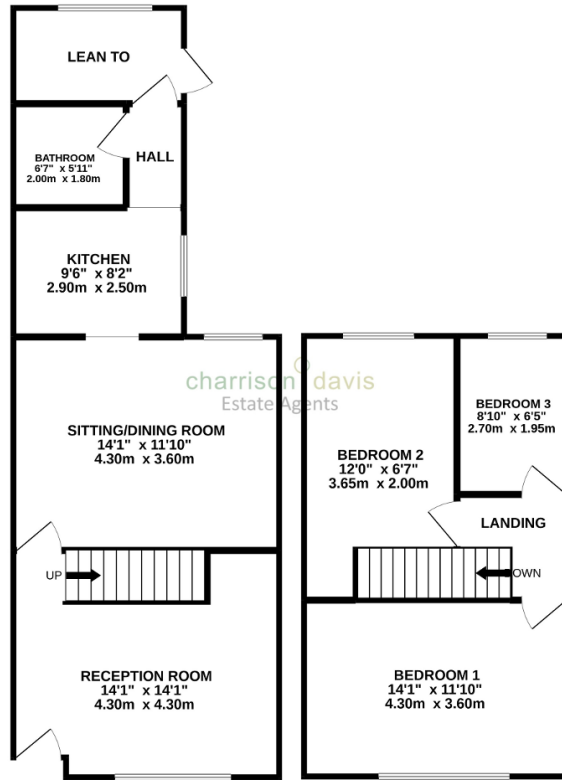 LEAN TO
BATHROOM
6'7" x 5'11"
2.00m x 1.80m
HALL
KITCHEN
9'6" x 8'2"
2.90m x 2.50m
charrison davis
Estate Agents
SITTING/DINING ROOM
14'1" x 11'10"
4.30m x 3.60m
UP
RECEPTION ROOM
14'1" x 14'1"
4.30m x 4.30m
BEDROOM 3
8'10" x 6'5"
2.70m x 1.95m
BEDROOM 2
12'0" x 6'7"
3.65m x 2.00m
LANDING
DOWN
BEDROOM 1
14'1" x 11'10"
4.30m x 3.60m